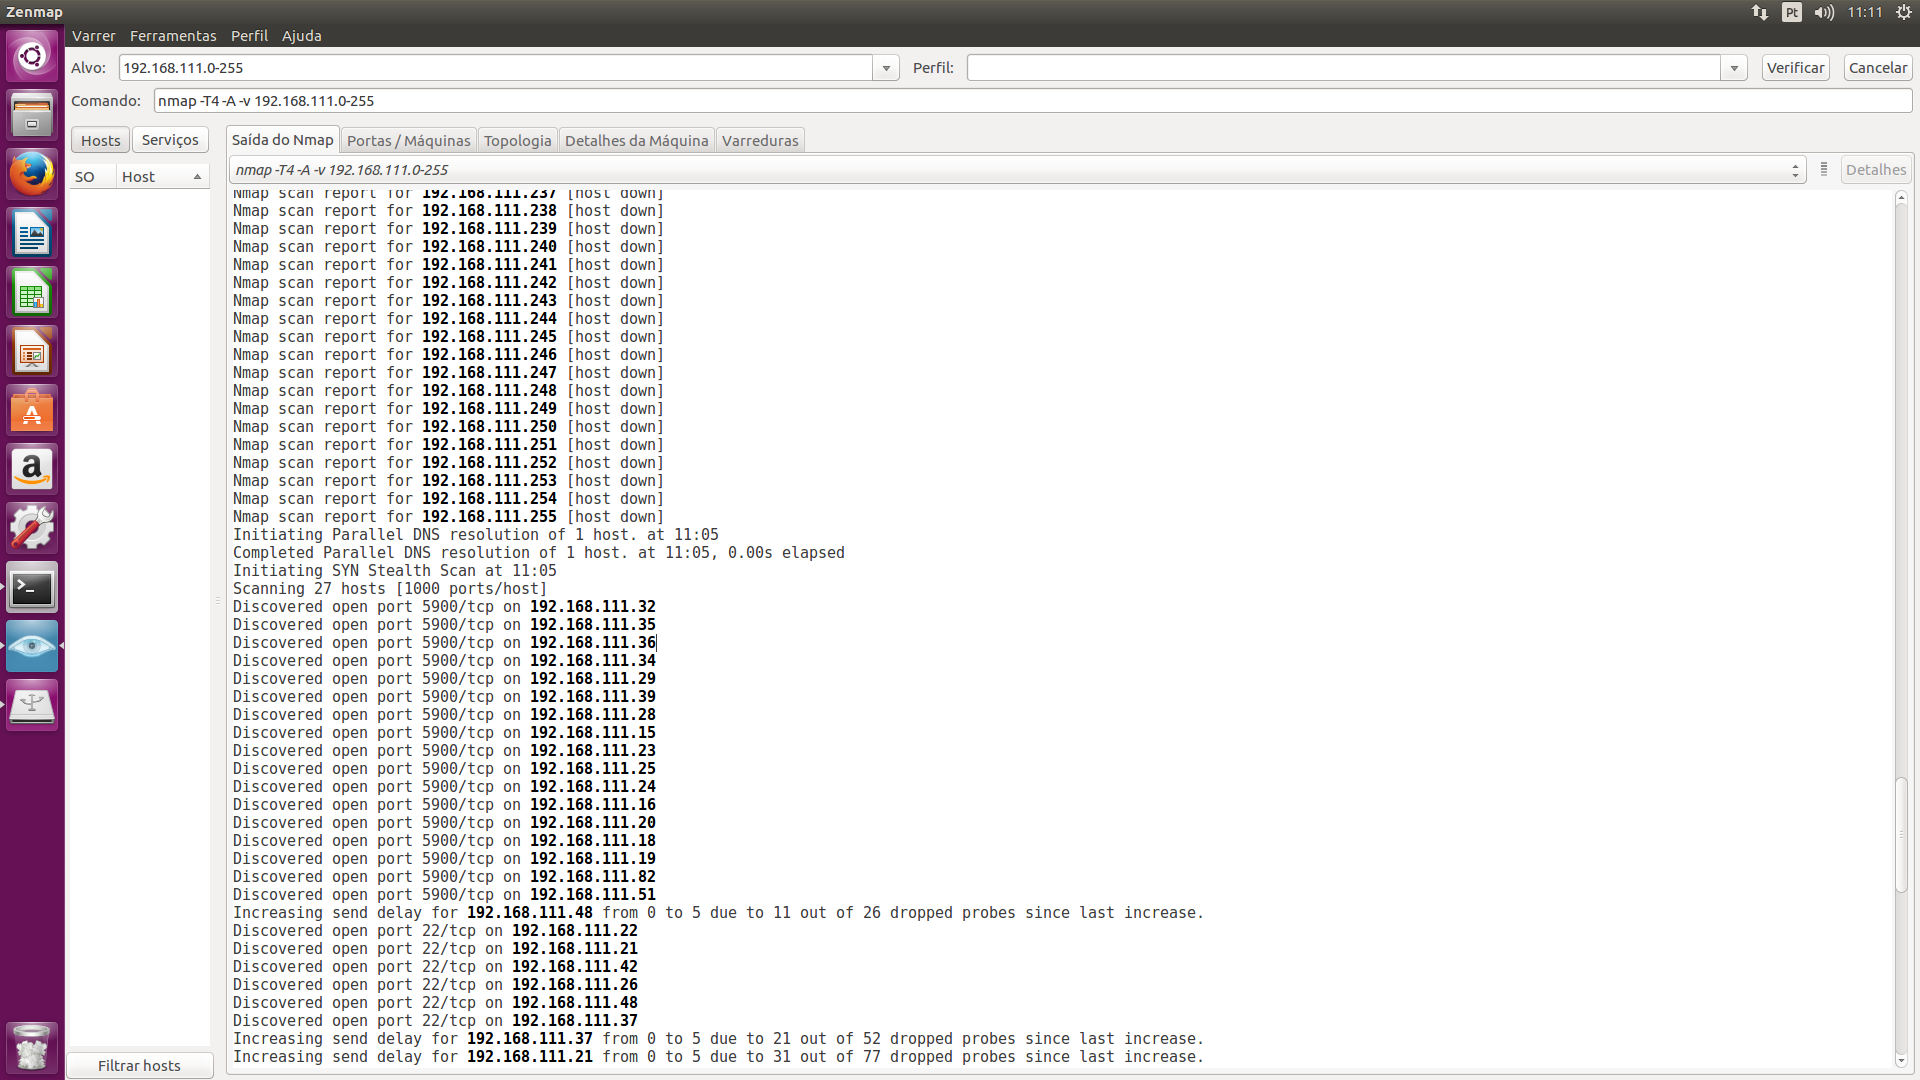 Zenmap
Pt
11:11
Varrer Ferramentas Perfil Ajuda
Alvo: 192.168.111.0-255 Perfil: Verificar Cancelar
Comando: nmap -T4 -A -v 192.168.111.0-255
Hosts Serviços
Saída do Nmap Portas / Máquinas Topologia Detalhes da Máquina Varreduras
SO Host
nmap -T4 -A -v 192.168.111.0-255 Detalhes
Nmap scan report for 192.168.111.237 [host down]
Nmap scan report for 192.168.111.238 [host down]
Nmap scan report for 192.168.111.239 [host down]
Nmap scan report for 192.168.111.240 [host down]
Nmap scan report for 192.168.111.241 [host down]
Nmap scan report for 192.168.111.242 [host down]
Nmap scan report for 192.168.111.243 [host down]
Nmap scan report for 192.168.111.244 [host down]
Nmap scan report for 192.168.111.245 [host down]
Nmap scan report for 192.168.111.246 [host down]
Nmap scan report for 192.168.111.247 [host down]
Nmap scan report for 192.168.111.248 [host down]
Nmap scan report for 192.168.111.249 [host down]
Nmap scan report for 192.168.111.250 [host down]
Nmap scan report for 192.168.111.251 [host down]
Nmap scan report for 192.168.111.252 [host down]
Nmap scan report for 192.168.111.253 [host down]
Nmap scan report for 192.168.111.254 [host down]
Nmap scan report for 192.168.111.255 [host down]
Initiating Parallel DNS resolution of 1 host. at 11:05
Completed Parallel DNS resolution of 1 host. at 11:05, 0.00s elapsed
Initiating SYN Stealth Scan at 11:05
Scanning 27 hosts [1000 ports/host]
Discovered open port 5900/tcp on 192.168.111.32
Discovered open port 5900/tcp on 192.168.111.35
Discovered open port 5900/tcp on 192.168.111.36
Discovered open port 5900/tcp on 192.168.111.34
Discovered open port 5900/tcp on 192.168.111.29
Discovered open port 5900/tcp on 192.168.111.39
Discovered open port 5900/tcp on 192.168.111.28
Discovered open port 5900/tcp on 192.168.111.15
Discovered open port 5900/tcp on 192.168.111.23
Discovered open port 5900/tcp on 192.168.111.25
Discovered open port 5900/tcp on 192.168.111.24
Discovered open port 5900/tcp on 192.168.111.16
Discovered open port 5900/tcp on 192.168.111.20
Discovered open port 5900/tcp on 192.168.111.18
Discovered open port 5900/tcp on 192.168.111.19
Discovered open port 5900/tcp on 192.168.111.82
Discovered open port 5900/tcp on 192.168.111.51
Increasing send delay for 192.168.111.48 from 0 to 5 due to 11 out of 26 dropped probes since last increase.
Discovered open port 22/tcp on 192.168.111.22
Discovered open port 22/tcp on 192.168.111.21
Discovered open port 22/tcp on 192.168.111.42
Discovered open port 22/tcp on 192.168.111.26
Discovered open port 22/tcp on 192.168.111.48
Discovered open port 22/tcp on 192.168.111.37
Increasing send delay for 192.168.111.37 from 0 to 5 due to 21 out of 52 dropped probes since last increase.
Increasing send delay for 192.168.111.21 from 0 to 5 due to 31 out of 77 dropped probes since last increase.
Filtrar hosts